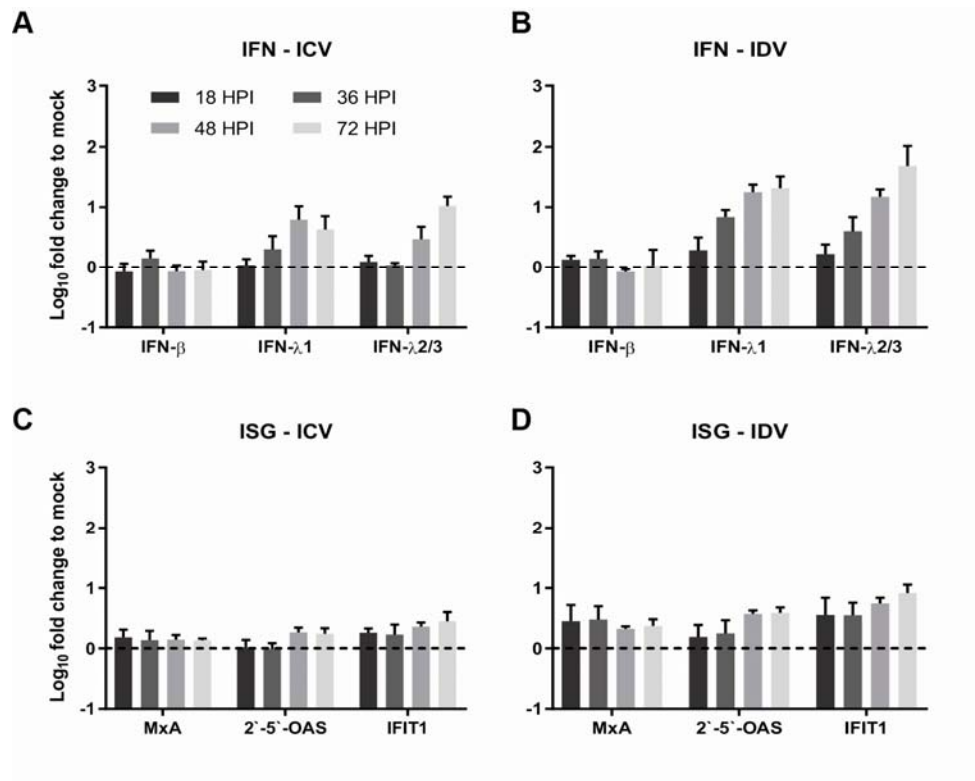 A
IFN - ICV
Log10 fold change to mock
3
2
1
0
-1
18 HPI
36 HPI
48 HPI
72 HPI
IFN-β
IFN-λ1
IFN-λ2/3
B
IFN - IDV
3
2
1
0
-1
IFN-β
IFN-λ1
IFN-λ2/3
C
ISG - ICV
Log10 fold change to mock
3
2
1
0
-1
MxA
2`-5`-OAS
IFIT1
D
ISG - IDV
3
2
1
0
-1
MxA
2`-5`-OAS
IFIT1